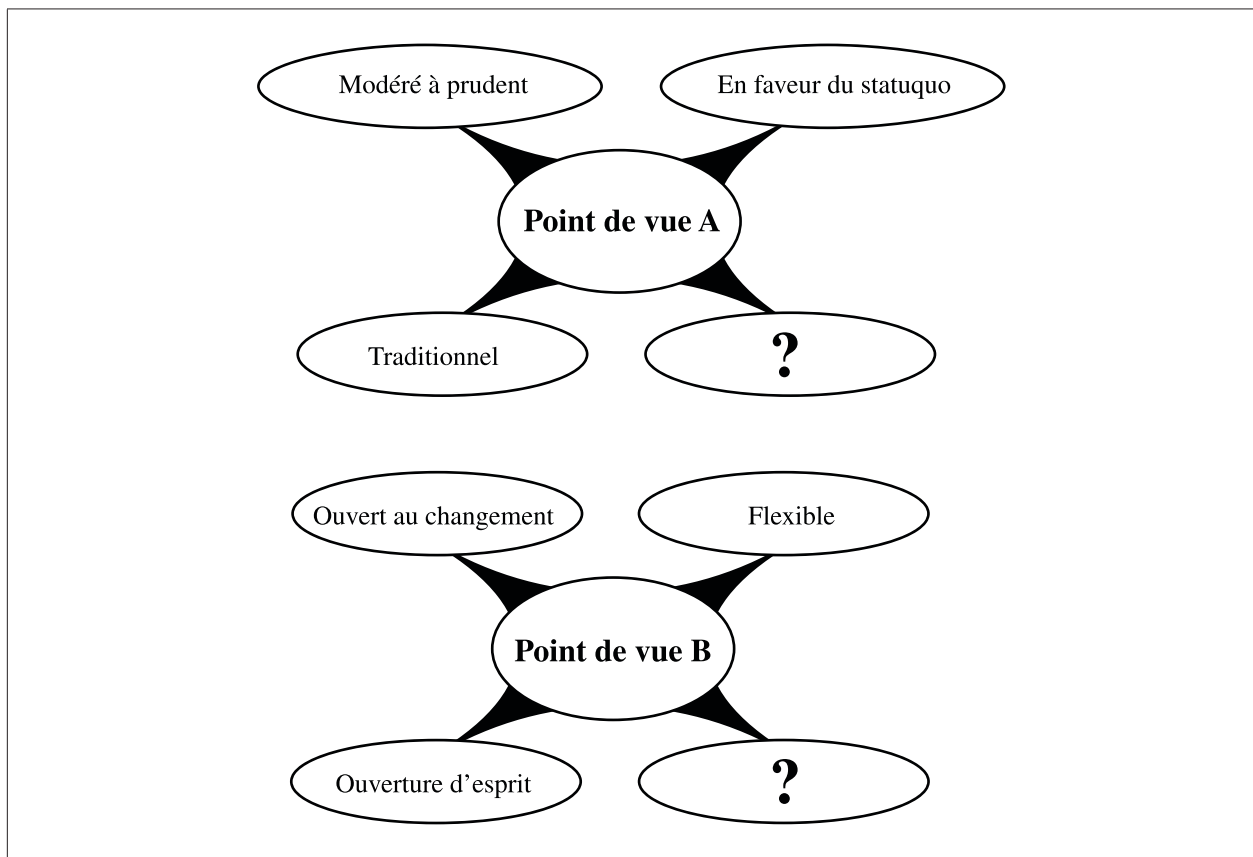 Modéré à prudent
En faveur du statuquo
Point de vue A
Traditionnel
?
Ouvert au changement
Flexible
Point de vue B
Ouverture d'esprit
?